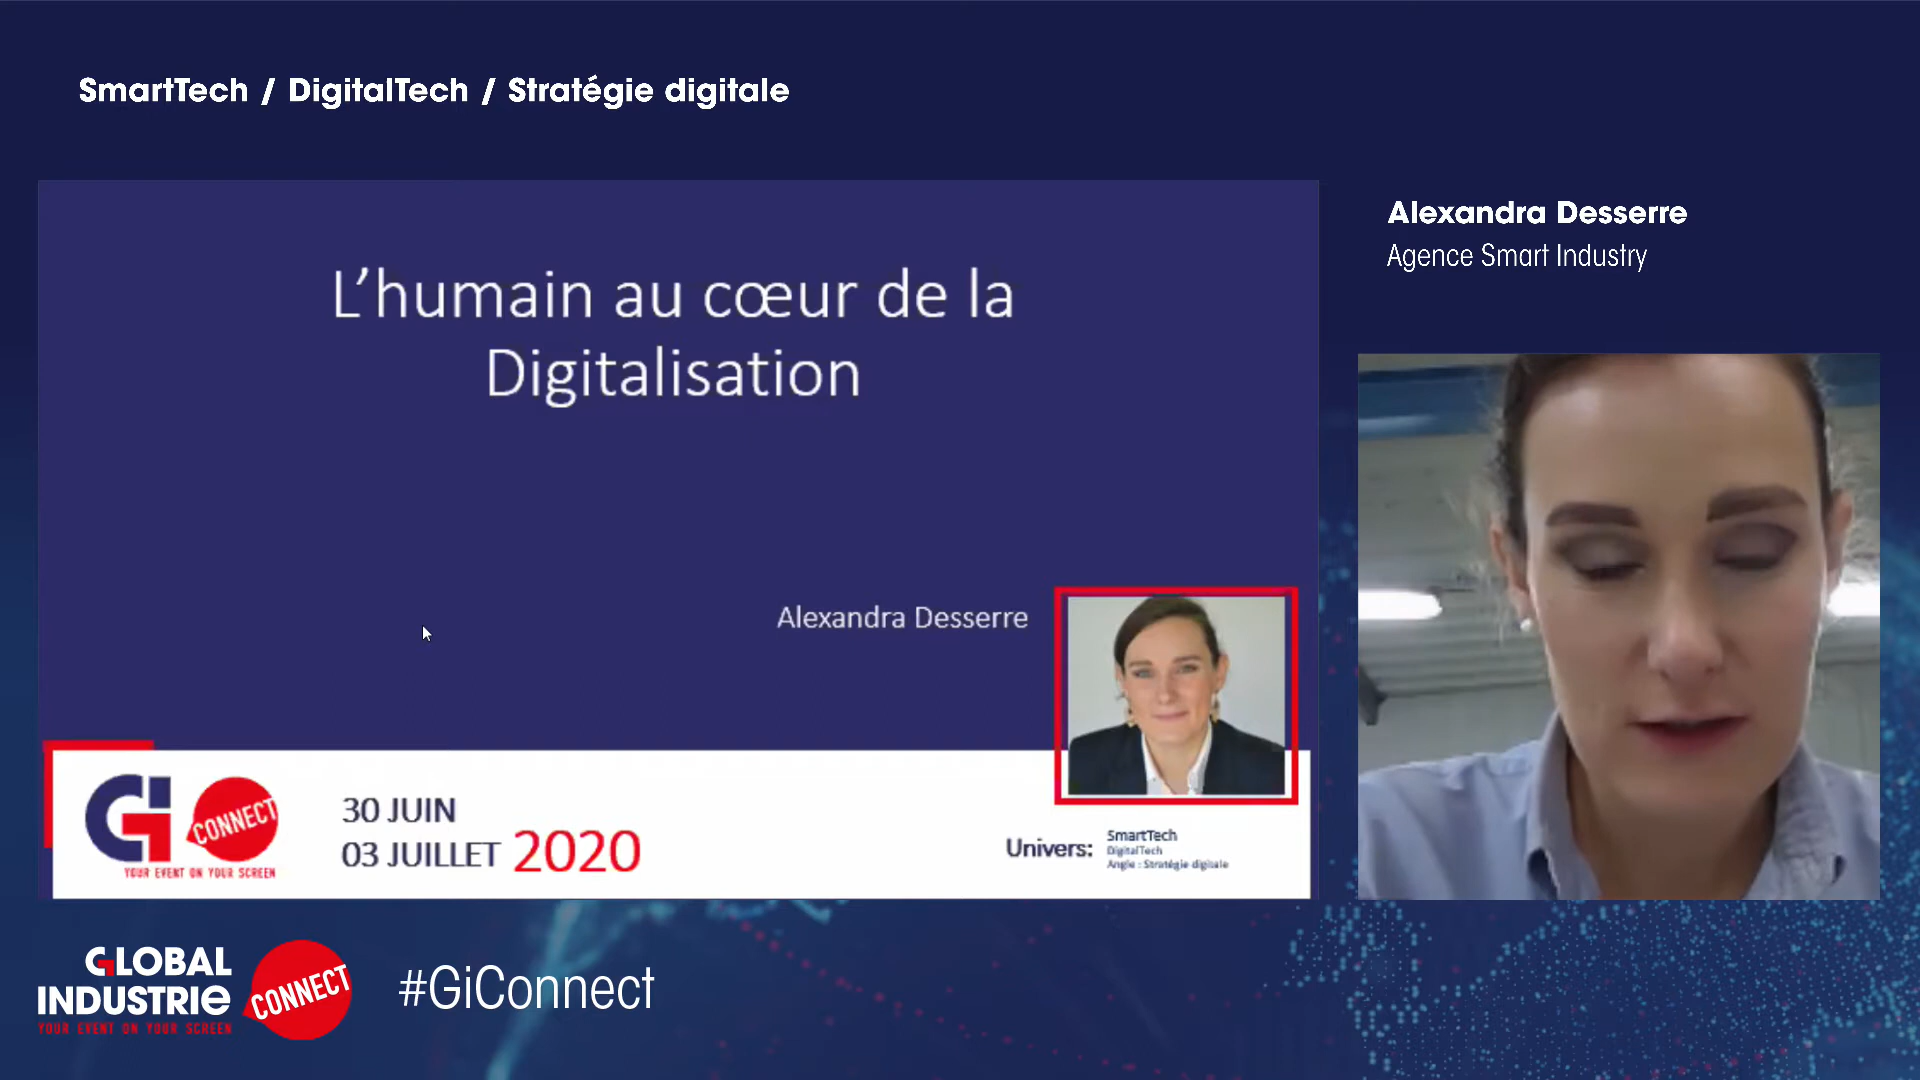 SmartTech / DigitalTech / Stratégie digitale
Alexandra Desserre
Agence Smart Industry
L’humain au cœur de la
Digitalisation
Alexandra Desserre
GI CONNECT
YOUR EVENT ON YOUR SCREEN
30 JUIN
03 JUILLET 2020
Univers:
SmartTech
DigitalTech
Angle : Stratégie digitale
GLOBAL
INDUSTRIE
CONNECT
YOUR EVENT ON YOUR SCREEN
#GiConnect